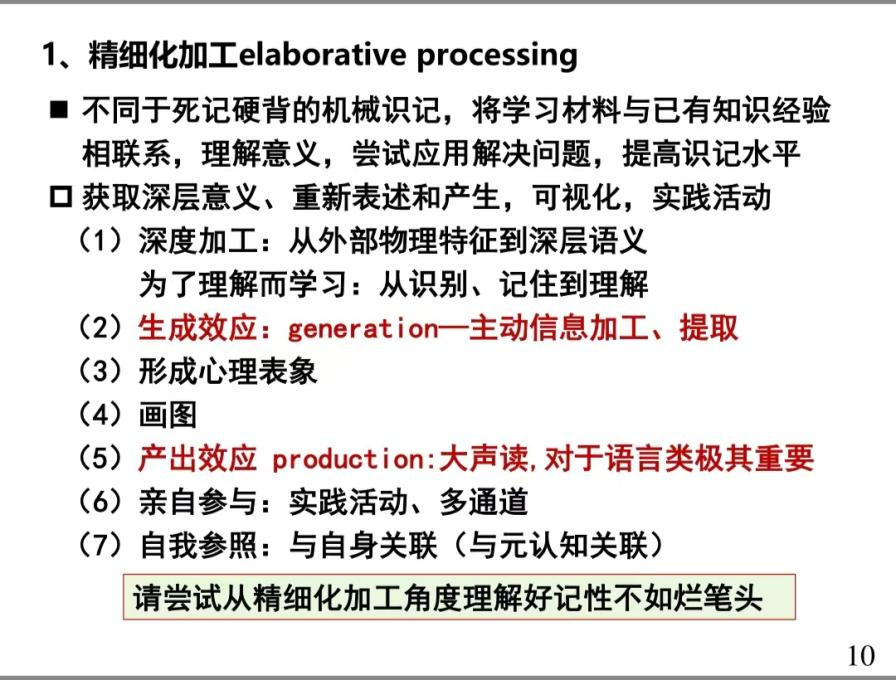 1、精细化加工elaborative processing
■ 不同于死记硬背的机械识记，将学习材料与已有知识经验
相联系，理解意义，尝试应用解决问题，提高识记水平
□ 获取深层意义、重新表述和产生，可视化，实践活动
（1）深度加工：从外部物理特征到深层语义
为了理解而学习：从识别、记住到理解
（2）生成效应：generation—主动信息加工、提取
（3）形成心理表象
（4）画图
（5）产出效应 production:大声读,对于语言类极其重要
（6）亲自参与：实践活动、多通道
（7）自我参照：与自身关联（与元认知关联）
请尝试从精细化加工角度理解好记性不如烂笔头
10